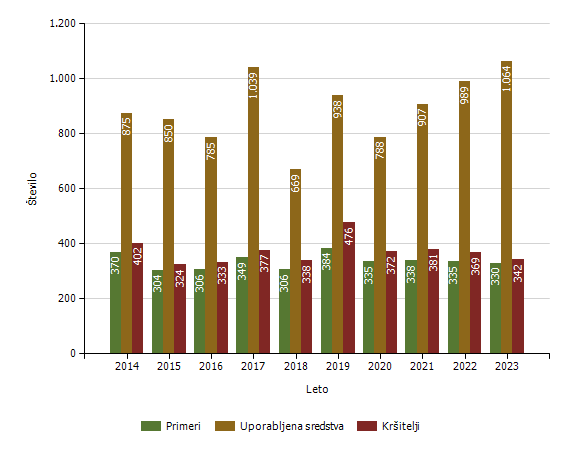 1.200
1.000
800
600
400
200
0
Število
370 875 402
304 850 324
306 785 333
349 1.039 377
306 669 338
384 938 476
335 788 372
338 907 381
335 989 369
330 1.064 342
2014 2015 2016 2017 2018 2019 2020 2021 2022 2023
Leto
Primeri Uporabljena sredstva Kršitelji